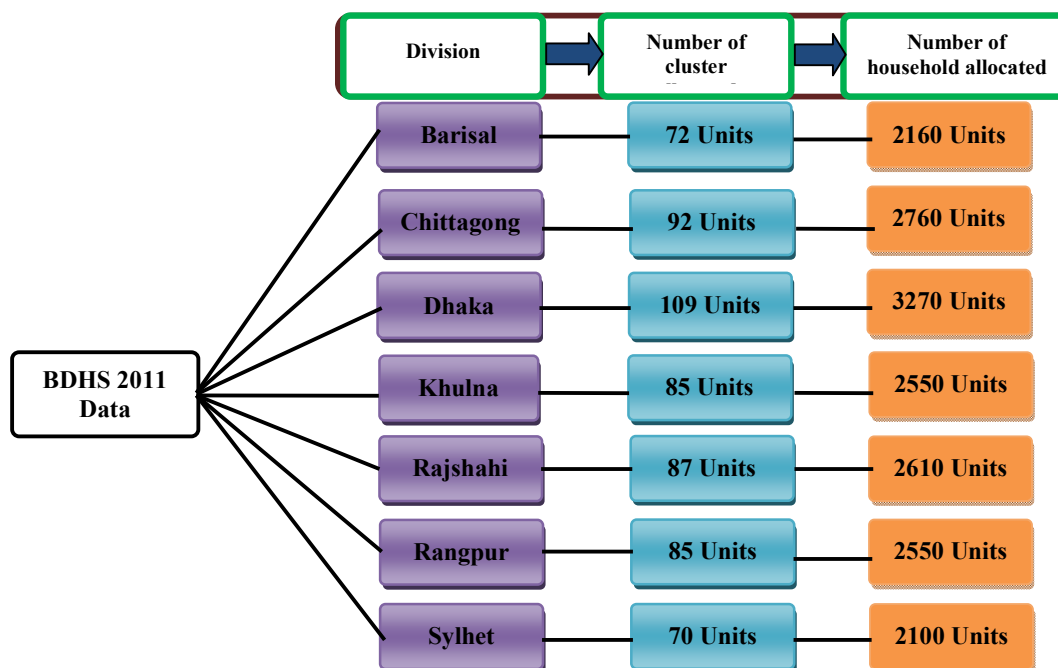 Division
Number of
cluster
Number of
household allocated
Barisal
72 Units
2160 Units
Chittagong
92 Units
2760 Units
Dhaka
109 Units
3270 Units
BDHS 2011
Data
Khulna
85 Units
2550 Units
Rajshahi
87 Units
2610 Units
Rangpur
85 Units
2550 Units
Sylhet
70 Units
2100 Units